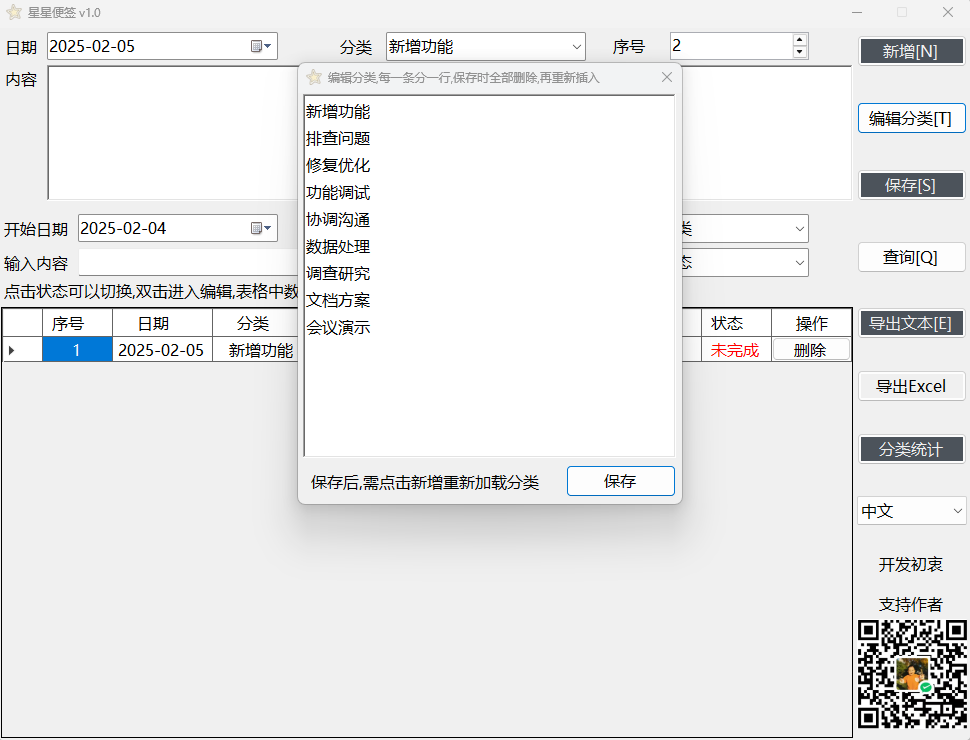 星星便签 v1.0
日期 2025-02-05 分类 新增功能 序号 2 新增[N]
内容
编辑分类,每一条分一行,保存时全部删除,再重新插入
新增功能
排查问题
修复优化
功能调试
协调沟通
数据处理
调查研究
文档方案
会议演示
保存后,需点击新增重新加载分类 保存
编辑分类[T]
保存[S]
开始日期 2025-02-04 类
查询[Q]
输入内容 态
点击状态可以切换,双击进入编辑,表格中数
序号 日期 分类 状态 操作
1 2025-02-05 新增功能 未完成 删除
导出文本[E]
导出Excel
分类统计
中文
开发初衷
支持作者